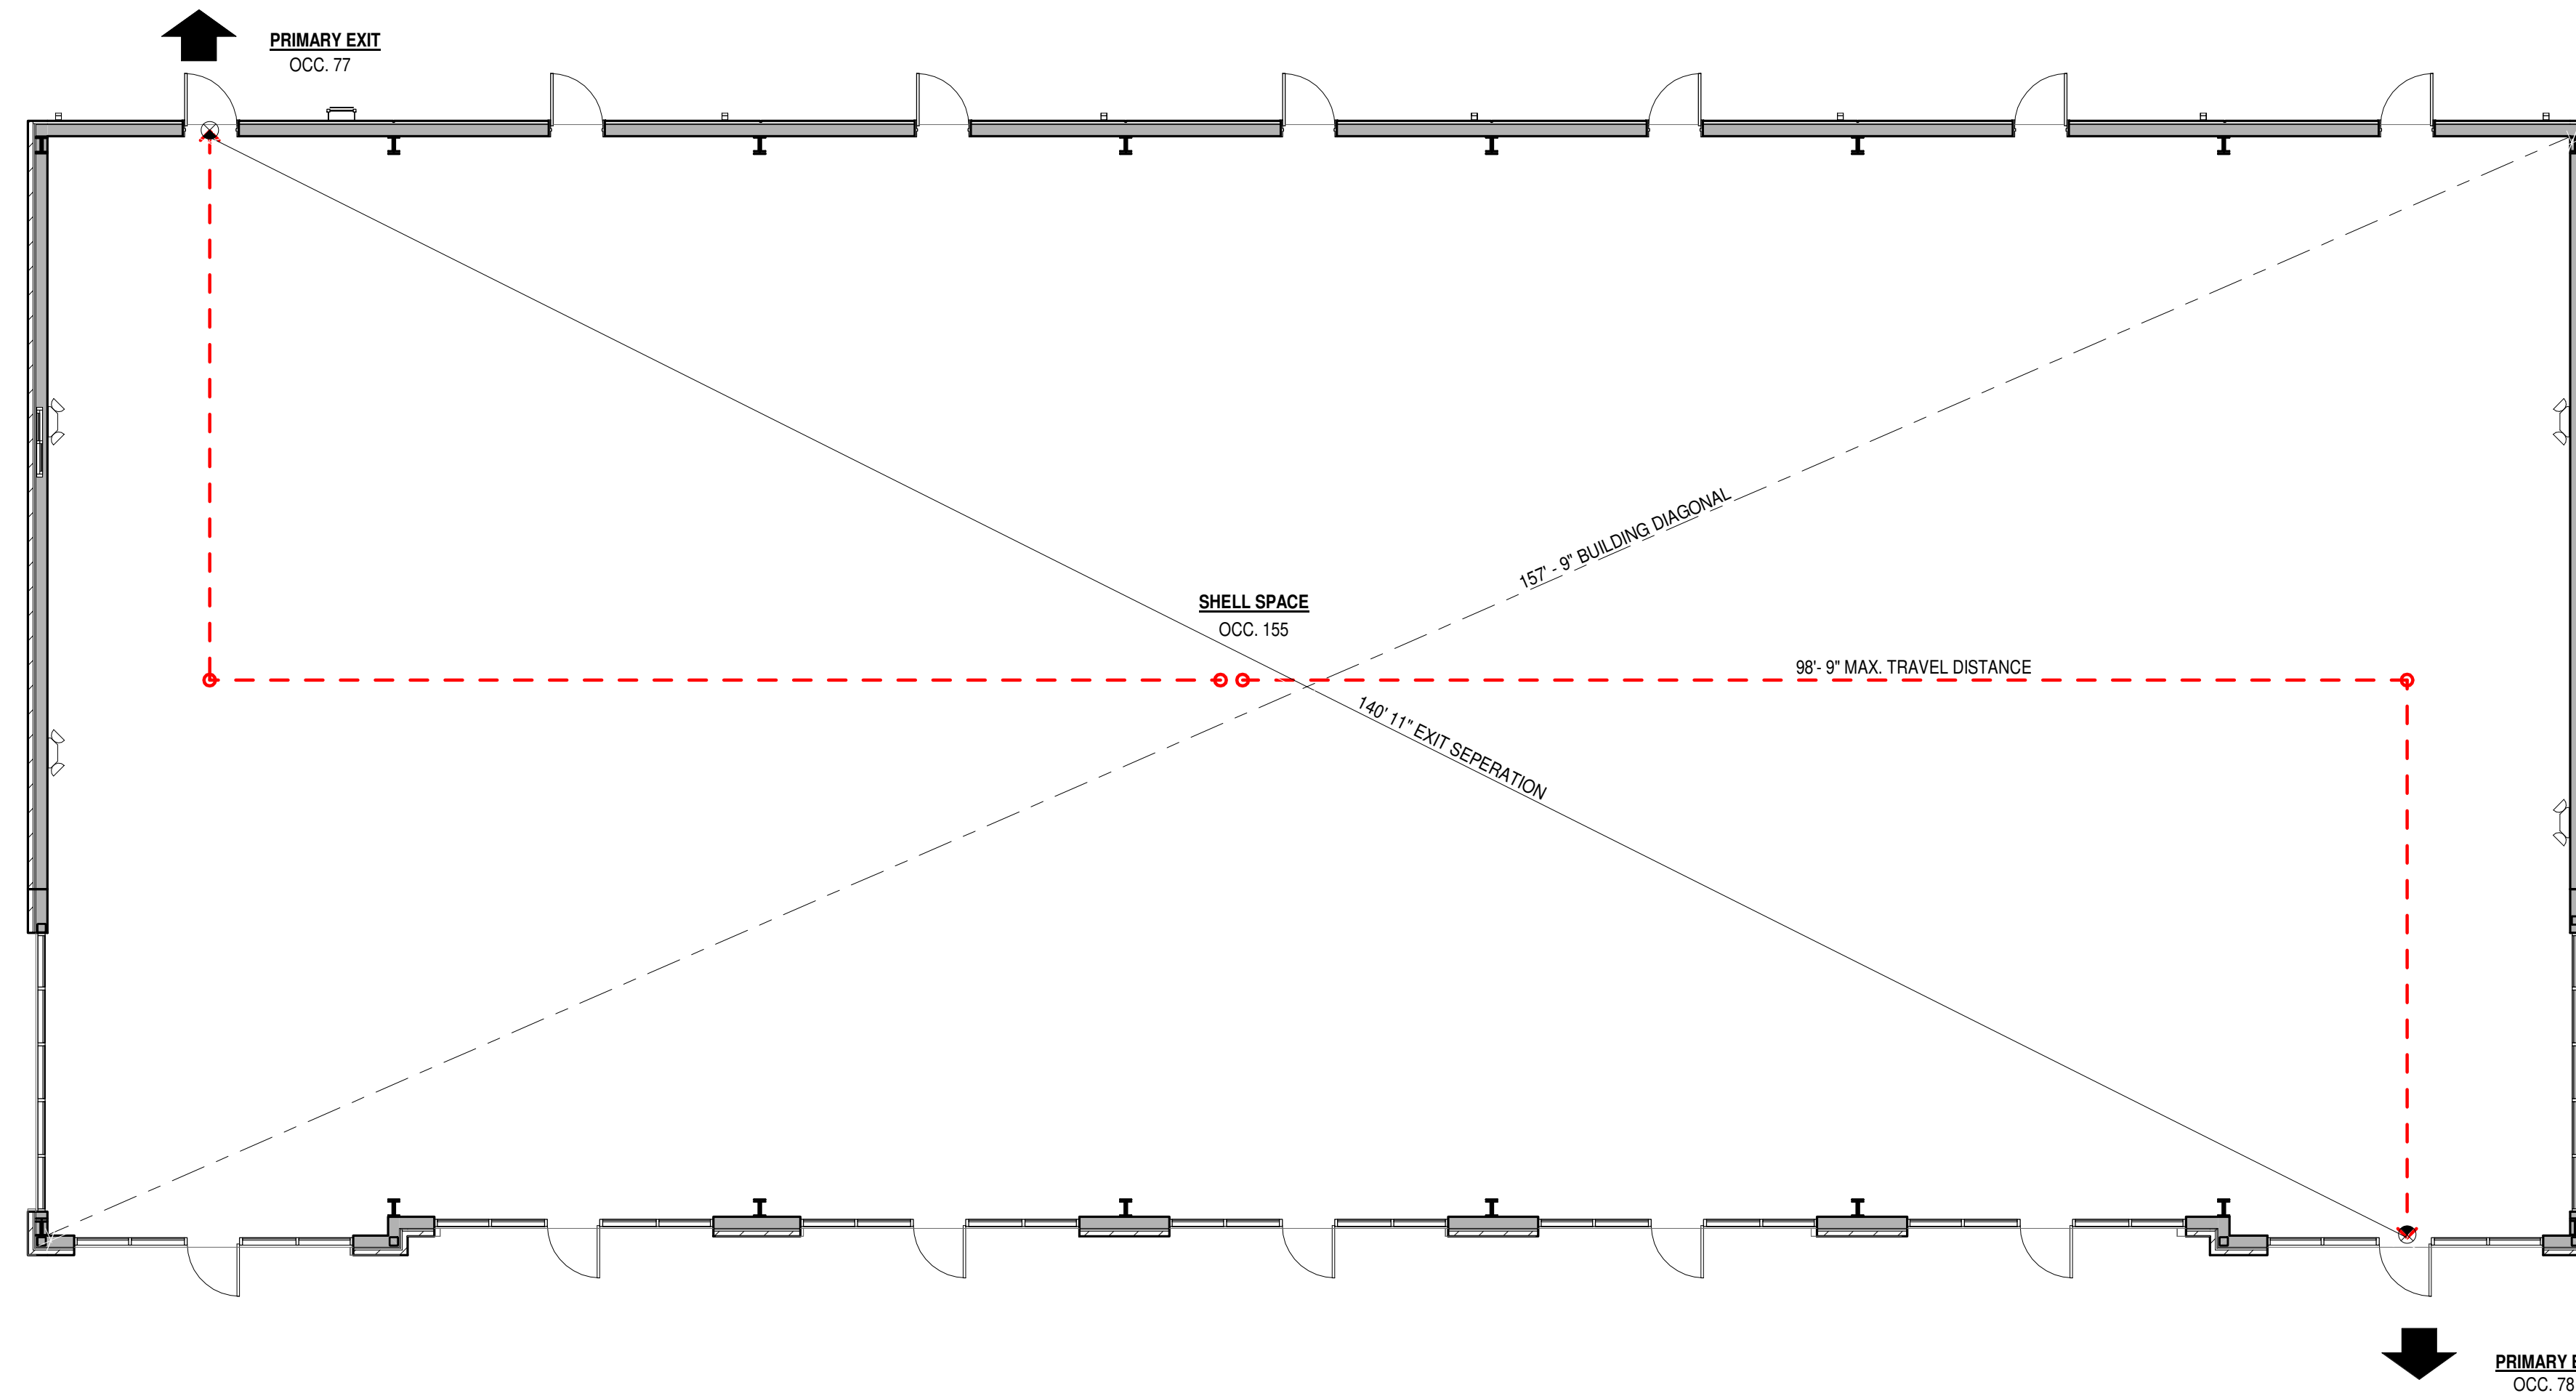 PRIMARY EXIT
OCC. 77
157' - 9" BUILDING DIAGONAL
SHELL SPACE
OCC. 155
98'- 9" MAX. TRAVEL DISTANCE
140' 11" EXIT SEPERATION
PRIMARY E
OCC. 78